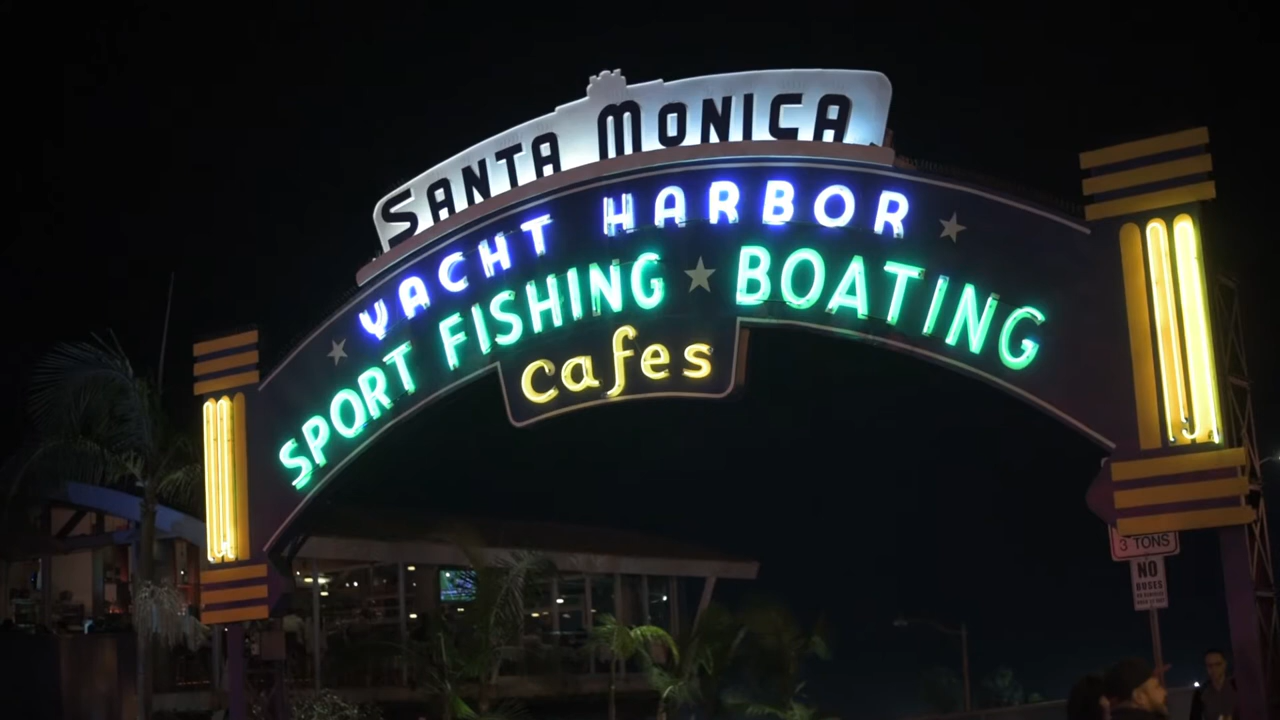 SANTA MONICA
YACHT HARBOR
SPORT FISHING ★ BOATING
cafes
3 TONS
NO
BUSES